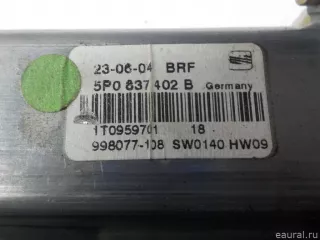 23-06-04 BRF
5P0 837 402 B Germany
1T0959701 18
998077-108 SW0140 HW09
© eaural.ru